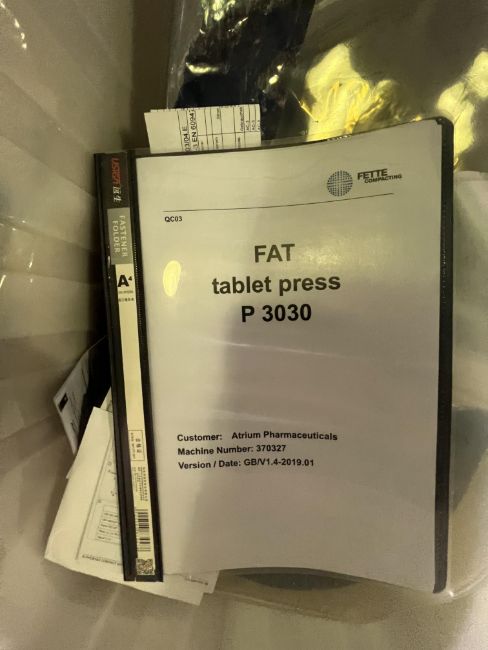 FETTE
COMPACTING
QC03
FAT
tablet press
P 3030
Customer: Atrium Pharmaceuticals
Machine Number: 370327
Version / Date: GB/V1.4-2019.01
FASTENER
FOLDER
A4